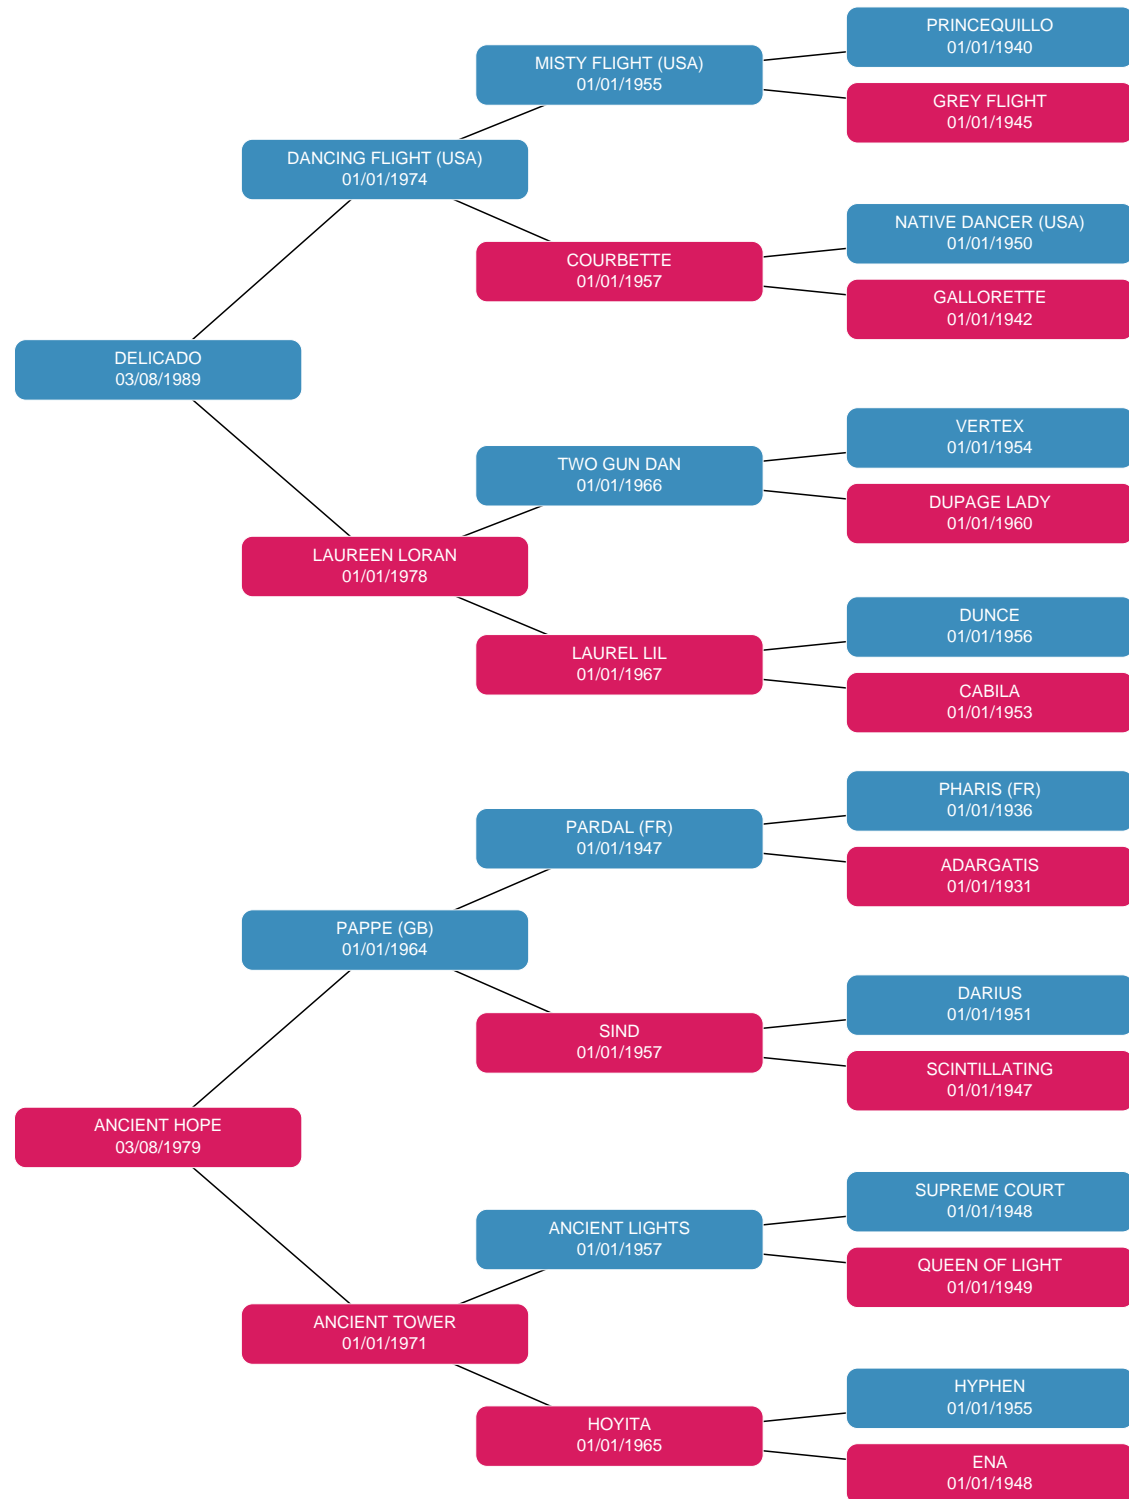 PRINCEQUILLO
01/01/1940
MISTY FLIGHT (USA)
01/01/1955
GREY FLIGHT
01/01/1945
DANCING FLIGHT (USA)
01/01/1974
NATIVE DANCER (USA)
01/01/1950
COURBETTE
01/01/1957
GALLORETTE
01/01/1942
DELICADO
03/08/1989
VERTEX
01/01/1954
TWO GUN DAN
01/01/1966
DUPAGE LADY
01/01/1960
LAUREEN LORAN
01/01/1978
DUNCE
01/01/1956
LAUREL LIL
01/01/1967
CABILA
01/01/1953
PHARIS (FR)
01/01/1936
PARDAL (FR)
01/01/1947
ADARGATIS
01/01/1931
PAPPE (GB)
01/01/1964
DARIUS
01/01/1951
SIND
01/01/1957
SCINTILLATING
01/01/1947
ANCIENT HOPE
03/08/1979
SUPREME COURT
01/01/1948
ANCIENT LIGHTS
01/01/1957
QUEEN OF LIGHT
01/01/1949
ANCIENT TOWER
01/01/1971
HYPHEN
01/01/1955
HOYITA
01/01/1965
ENA
01/01/1948